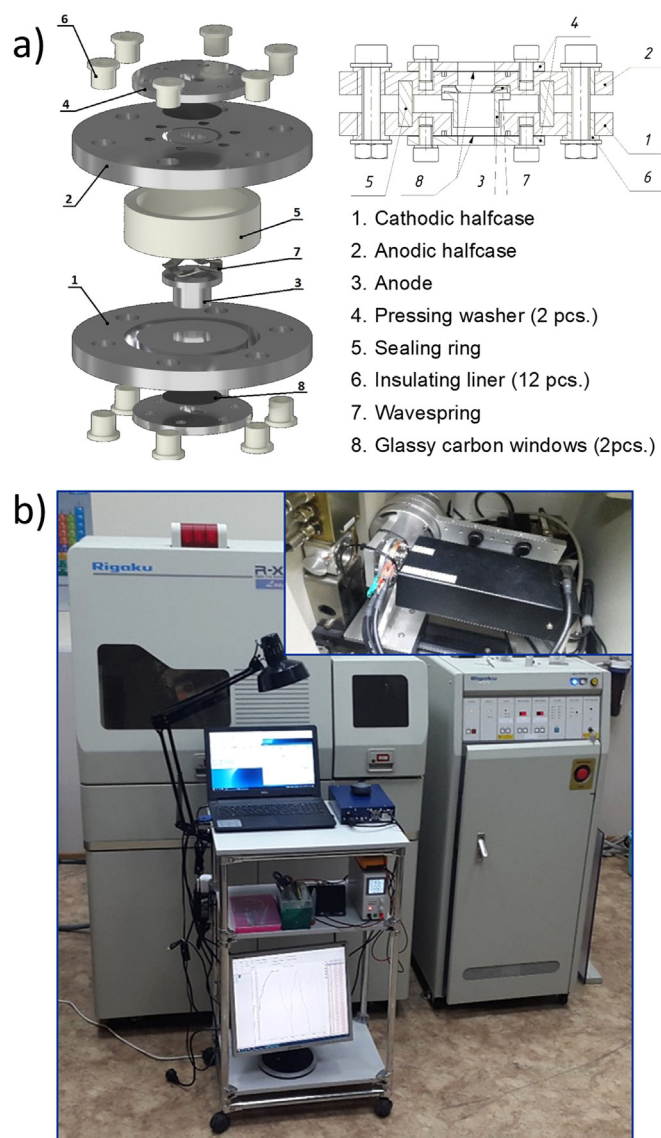 a)
6
4
2
5
7
1
3
8
4
2
1
5
8
3
7
6
1. Cathodic halfcase
2. Anodic halfcase
3. Anode
4. Pressing washer (2 pcs.)
5. Sealing ring
6. Insulating liner (12 pcs.)
7. Wavespring
8. Glassy carbon windows (2pcs.)
b)
Rigaku
R-X
Rigaku